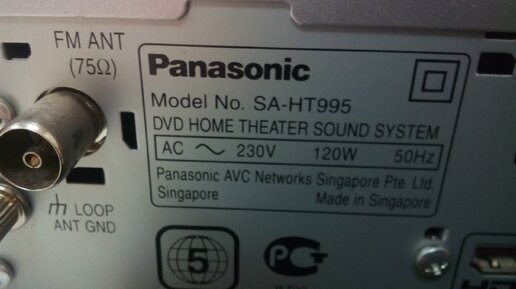 FM ANT
(75Ω)
Panasonic
Model No. SA-HT995
DVD HOME THEATER SOUND SYSTEM
AC ～ 230V 120W 50Hz
Panasonic AVC Networks Singapore Pte. Ltd.
Singapore Made in Singapore
LOOP
ANT GND
5